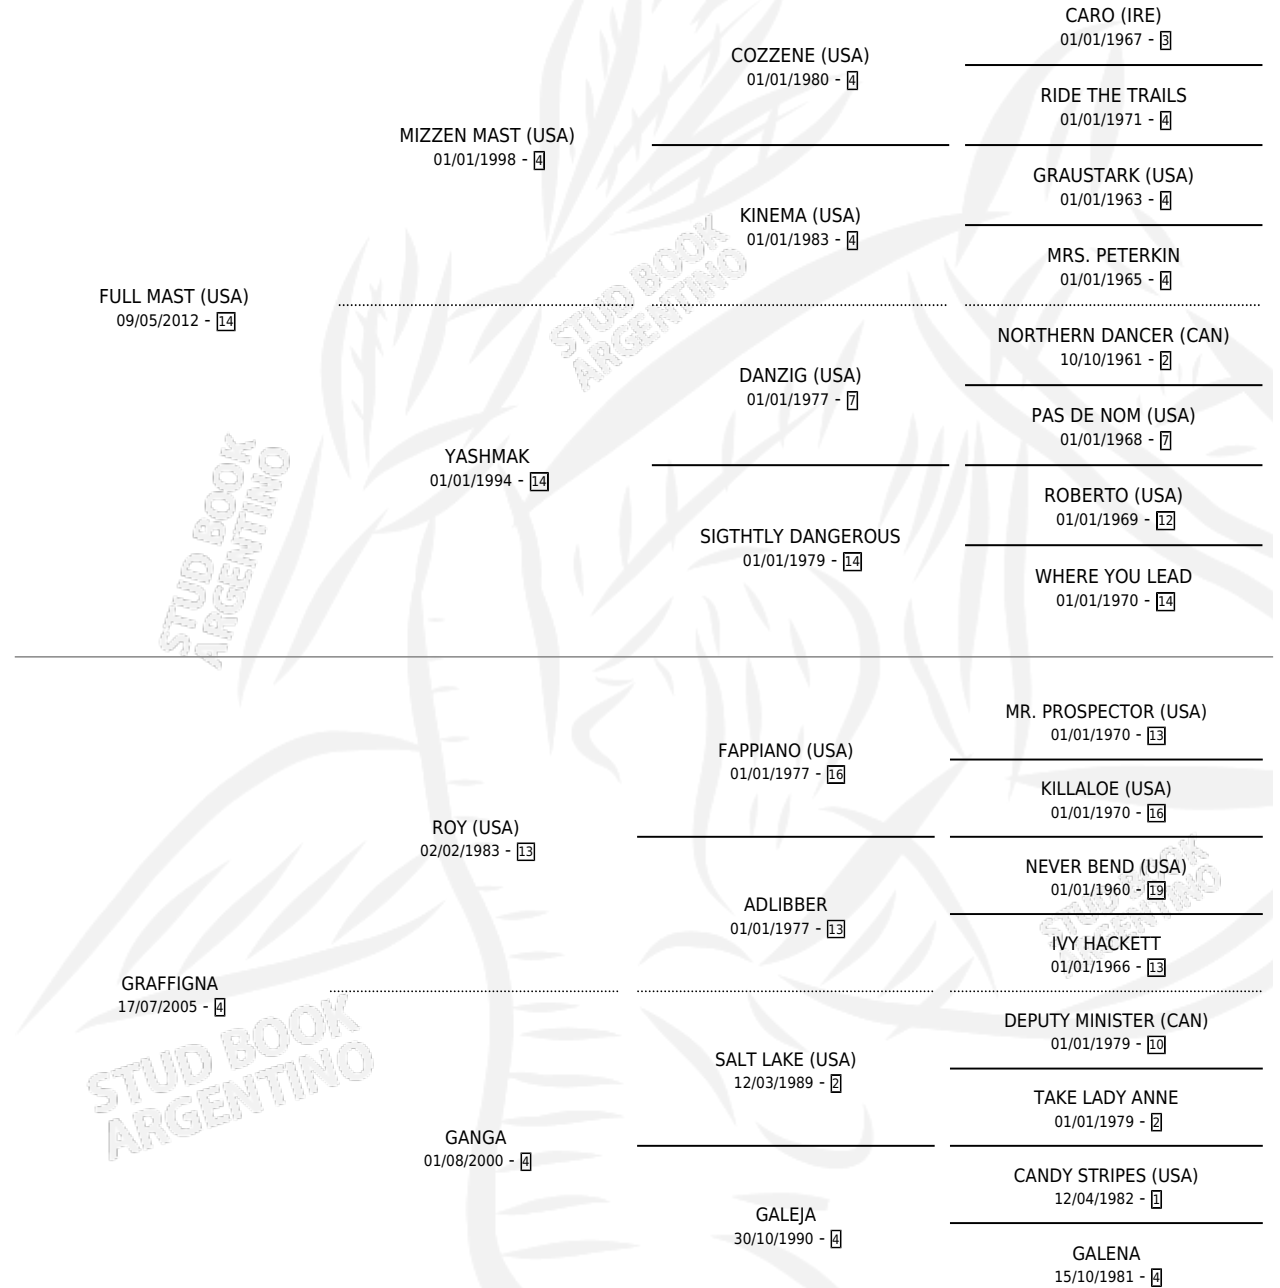 CARO (IRE)
01/01/1967 - 3
COZZENE (USA)
01/01/1980 - 4
RIDE THE TRAILS
01/01/1971 - 4
MIZZEN MAST (USA)
01/01/1998 - 4
GRAUSTARK (USA)
01/01/1963 - 4
KINEMA (USA)
01/01/1983 - 4
MRS. PETERKIN
01/01/1965 - 4
FULL MAST (USA)
09/05/2012 - 14
NORTHERN DANCER (CAN)
10/10/1961 - 2
DANZIG (USA)
01/01/1977 - 7
PAS DE NOM (USA)
01/01/1968 - 7
YASHMAK
01/01/1994 - 14
ROBERTO (USA)
01/01/1969 - 12
SIGTHTLY DANGEROUS
01/01/1979 - 14
WHERE YOU LEAD
01/01/1970 - 14
MR. PROSPECTOR (USA)
01/01/1970 - 13
FAPPIANO (USA)
01/01/1977 - 16
KILLALOE (USA)
01/01/1970 - 16
ROY (USA)
02/02/1983 - 13
NEVER BEND (USA)
01/01/1960 - 19
ADLIBBER
01/01/1977 - 13
IVY HACKETT
01/01/1966 - 13
GRAFFIGNA
17/07/2005 - 4
DEPUTY MINISTER (CAN)
01/01/1979 - 10
SALT LAKE (USA)
12/03/1989 - 2
TAKE LADY ANNE
01/01/1979 - 2
GANGA
01/08/2000 - 4
CANDY STRIPES (USA)
12/04/1982 - 1
GALEJA
30/10/1990 - 4
GALENA
15/10/1981 - 4
STUD BOOK
ARGENTINO
STUD BOOK
ARGENTINO
STUD BOOK
ARGENTINO
STUD BOOK
ARGENTINO